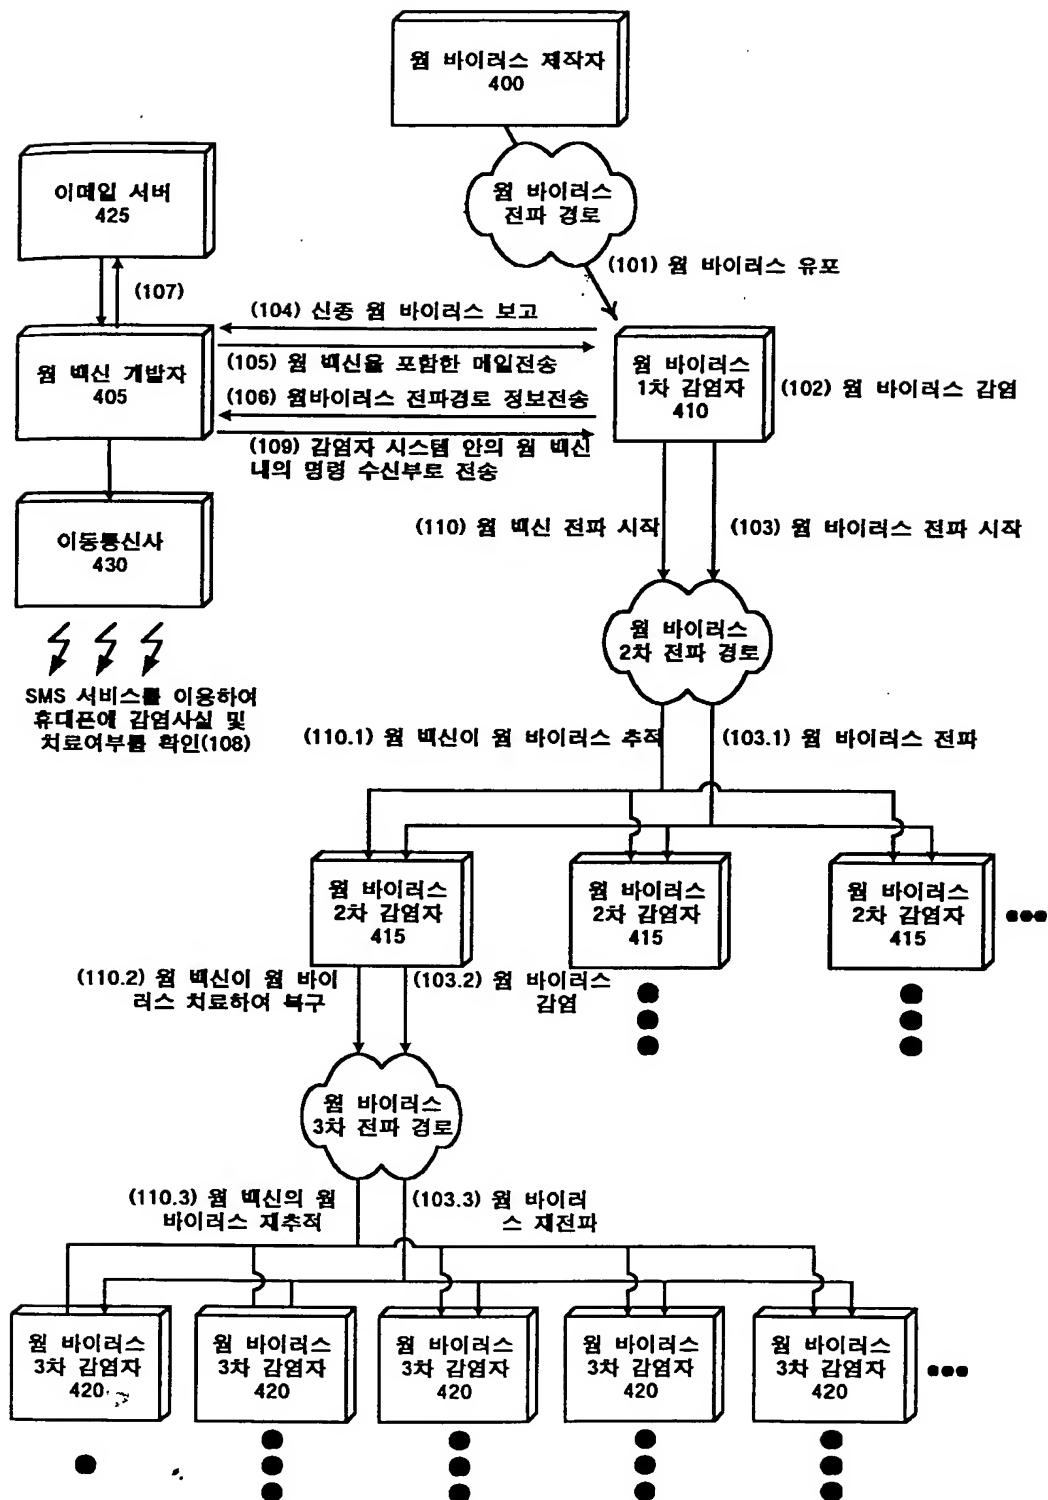 웜 바이러스 제작자
400
웜 바이러스
전파 경로
(101) 웜 바이러스 유포
이메일 서버
425
(107)
(104) 신종 웜 바이러스 보고
(105) 웜 백신을 포함한 메일전송
(106) 웜바이러스 전파경로 정보전송
(109) 감염자 시스템 안의 웜 백신
내의 명령 수신부로 전송
웜 백신 개발자
405
웜 바이러스
1차 감염자
410
(102) 웜 바이러스 감염
이동통신사
430
(110) 웜 백신 전파 시작
(103) 웜 바이러스 전파 시작
웜 바이러스
2차 전파 경로
SMS 서비스를 이용하여
휴대폰에 감염사실 및
치료여부를 확인(108)
(110.1) 웜 백신이 웜 바이러스 추적
(103.1) 웜 바이러스 전파
웜 바이러스
2차 감염자
415
웜 바이러스
2차 감염자
415
웜 바이러스
2차 감염자
415
(110.2) 웜 백신이 웜 바이
러스 치료하여 복구
(103.2) 웜 바이러스
감염
웜 바이러스
3차 전파 경로
(110.3) 웜 백신의 웜
바이러스 재추적
(103.3) 웜 바이러
스 재전파
웜 바이러스
3차 감염자
420
웜 바이러스
3차 감염자
420
웜 바이러스
3차 감염자
420
웜 바이러스
3차 감염자
420
웜 바이러스
3차 감염자
420